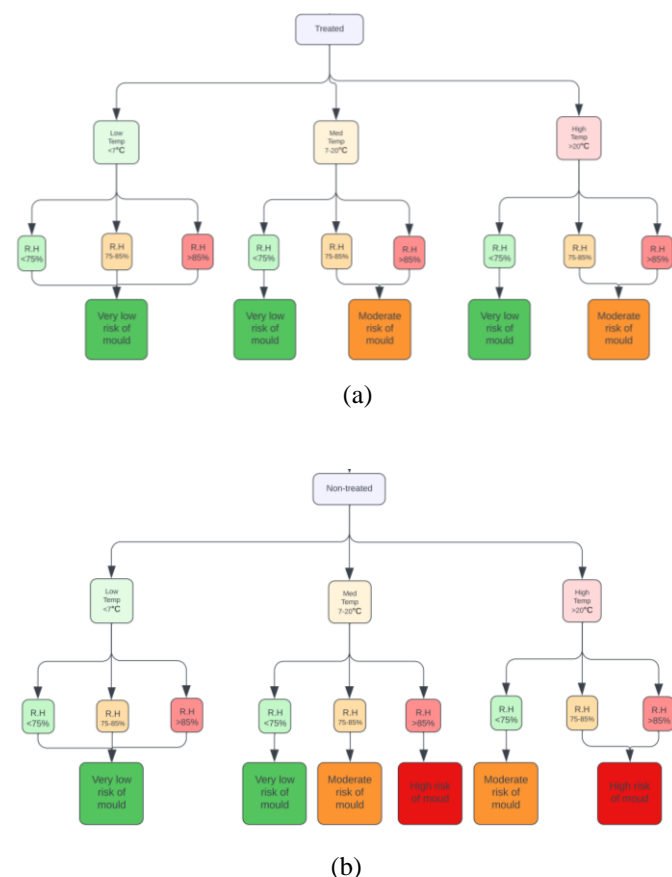 Treated
Low
Temp
<7°C
Med
Temp
7-20°C
High
Temp
>20°C
R.H
<75%
R.H
75-85%
R.H
>85%
R.H
<75%
R.H
75-85%
R.H
>85%
R.H
<75%
R.H
75-85%
R.H
>85%
Very low
risk of
mould
Very low
risk of
mould
Moderate
risk of
mould
Very low
risk of
mould
Moderate
risk of
mould
(a)
Non-treated
Low
Temp
<7°C
Med
Temp
7-20°C
High
Temp
>20°C
R.H
<75%
R.H
75-85%
R.H
>85%
R.H
<75%
R.H
75-85%
R.H
>85%
R.H
<75%
R.H
75-85%
R.H
>85%
Very low
risk of
mould
Very low
risk of
mould
Moderate
risk of
mould
High risk
of moud
Moderate
risk of
mould
High risk
of moud
(b)